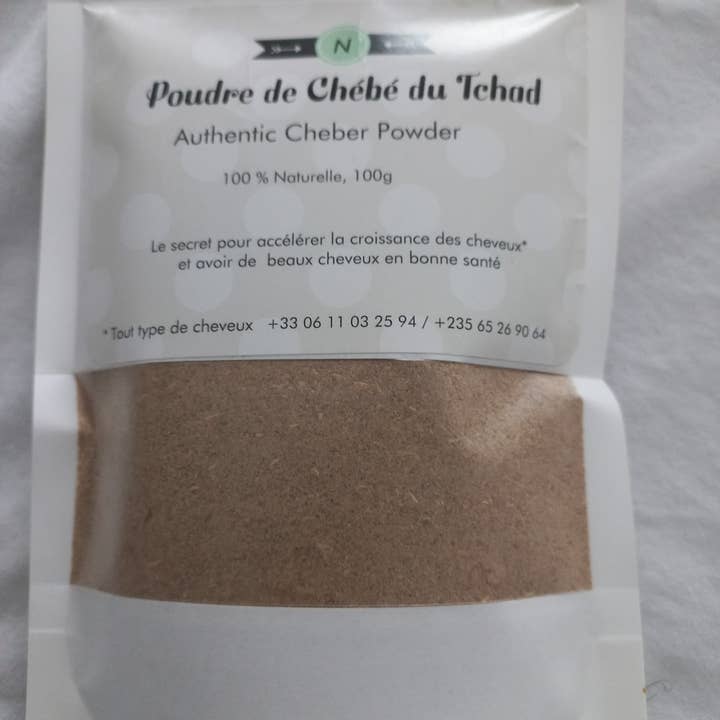 N
Poudre de Chébé du Tchad
Authentic Cheber Powder
100 % Naturelle, 100g
Le secret pour accélérer la croissance des cheveux*
et avoir de beaux cheveux en bonne santé
*Tout type de cheveux +33 06 11 03 25 94 / +235 65 26 90 64